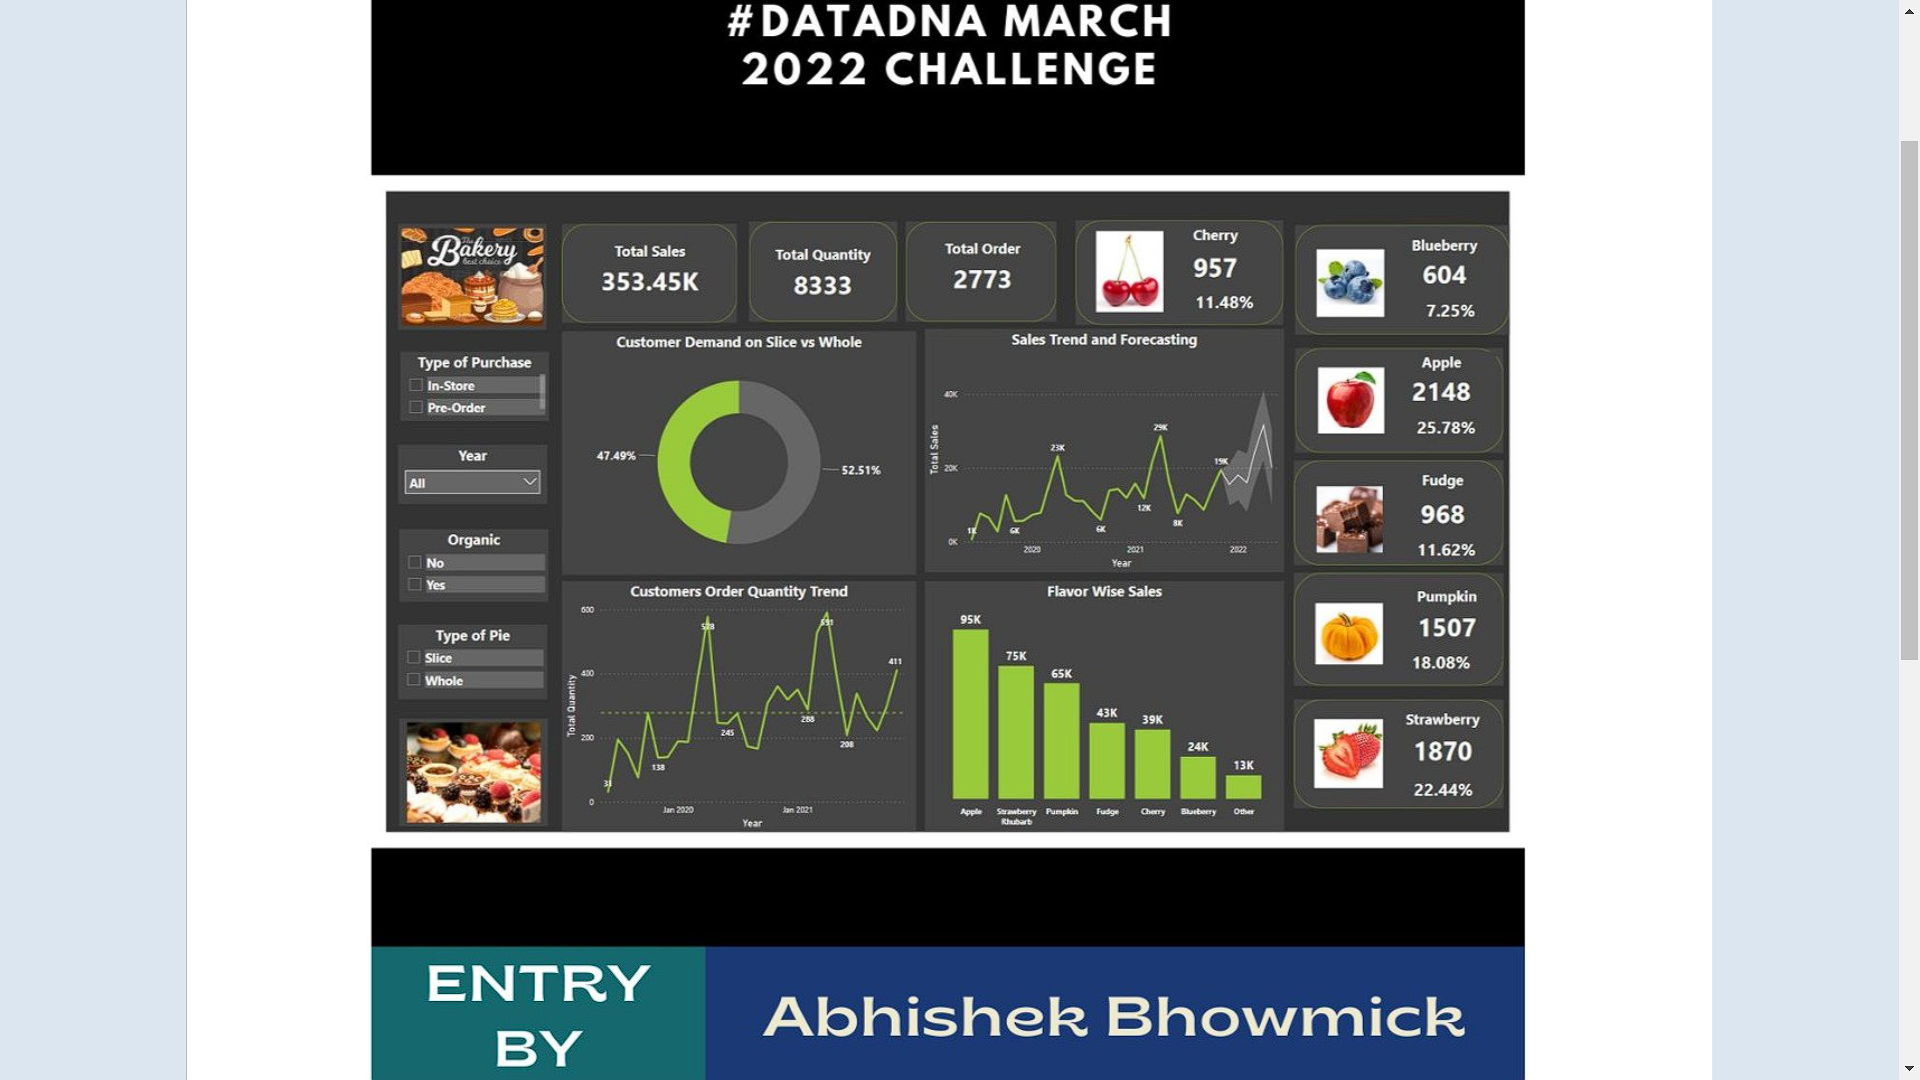 #DATADNA MARCH
2022 CHALLENGE
The
Bakery
best choice
Total Sales
353.45K
Total Quantity
8333
Total Order
2773
Cherry
957
11.48%
Blueberry
604
7.25%
Type of Purchase
In-Store
Pre-Order
Year
All
Organic
No
Yes
Type of Pie
Slice
Whole
Customer Demand on Slice vs Whole
47.49%
52.51%
Sales Trend and Forecasting
Total Sales
40K
20K
0K
1K
6K
23K
6K
12K
29K
8K
19K
2020
2021
2022
Year
Apple
2148
25.78%
Fudge
968
11.62%
Customers Order Quantity Trend
Total Quantity
600
400
200
0
31
138
578
245
288
591
208
411
Jan 2020
Jan 2021
Year
Flavor Wise Sales
95K
75K
65K
43K
39K
24K
13K
Apple
Strawberry
Rhubarb
Pumpkin
Fudge
Cherry
Blueberry
Other
Pumpkin
1507
18.08%
Strawberry
1870
22.44%
ENTRY
BY
Abhishek Bhowmick